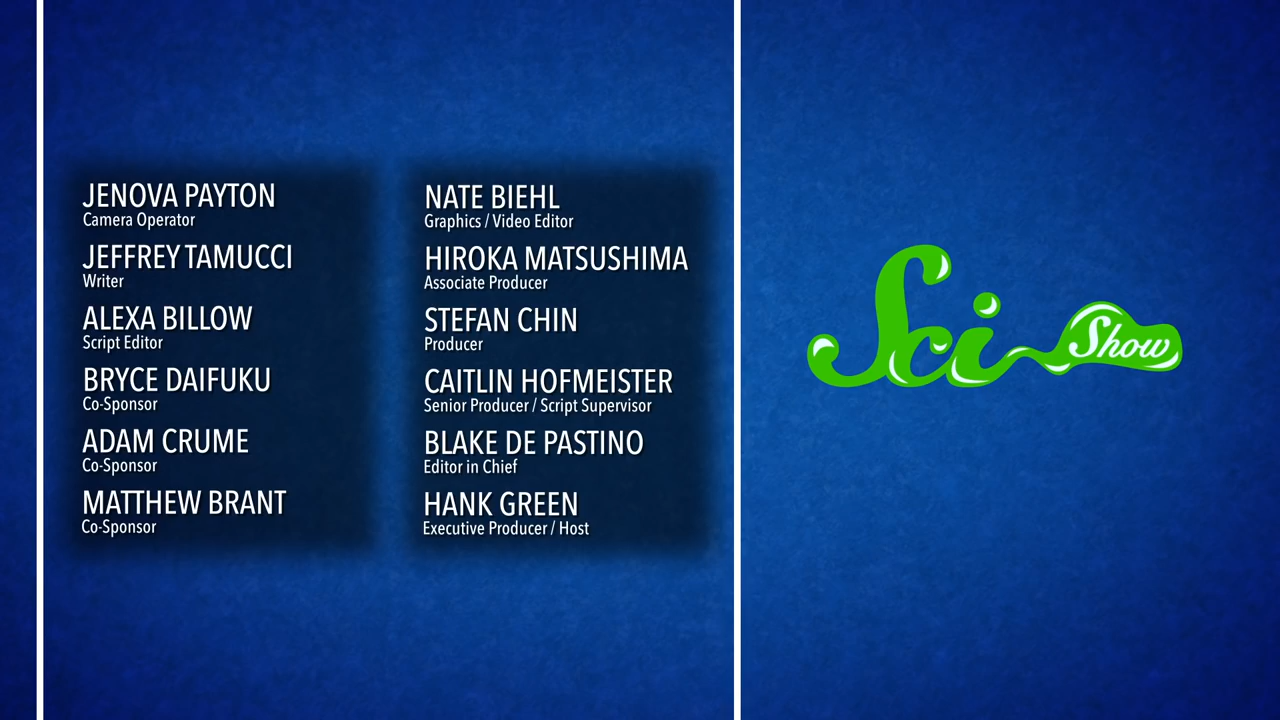 JENOVA PAYTON
Camera Operator
JEFFREY TAMUCCI
Writer
ALEXA BILLOW
Script Editor
BRYCE DAIFUKU
Co-Sponsor
ADAM CRUME
Co-Sponsor
MATTHEW BRANT
Co-Sponsor
NATE BIEHL
Graphics / Video Editor
HIROKA MATSUSHIMA
Associate Producer
STEFAN CHIN
Producer
CAITLIN HOFMEISTER
Senior Producer / Script Supervisor
BLAKE DE PASTINO
Editor in Chief
HANK GREEN
Executive Producer / Host
Sci Show